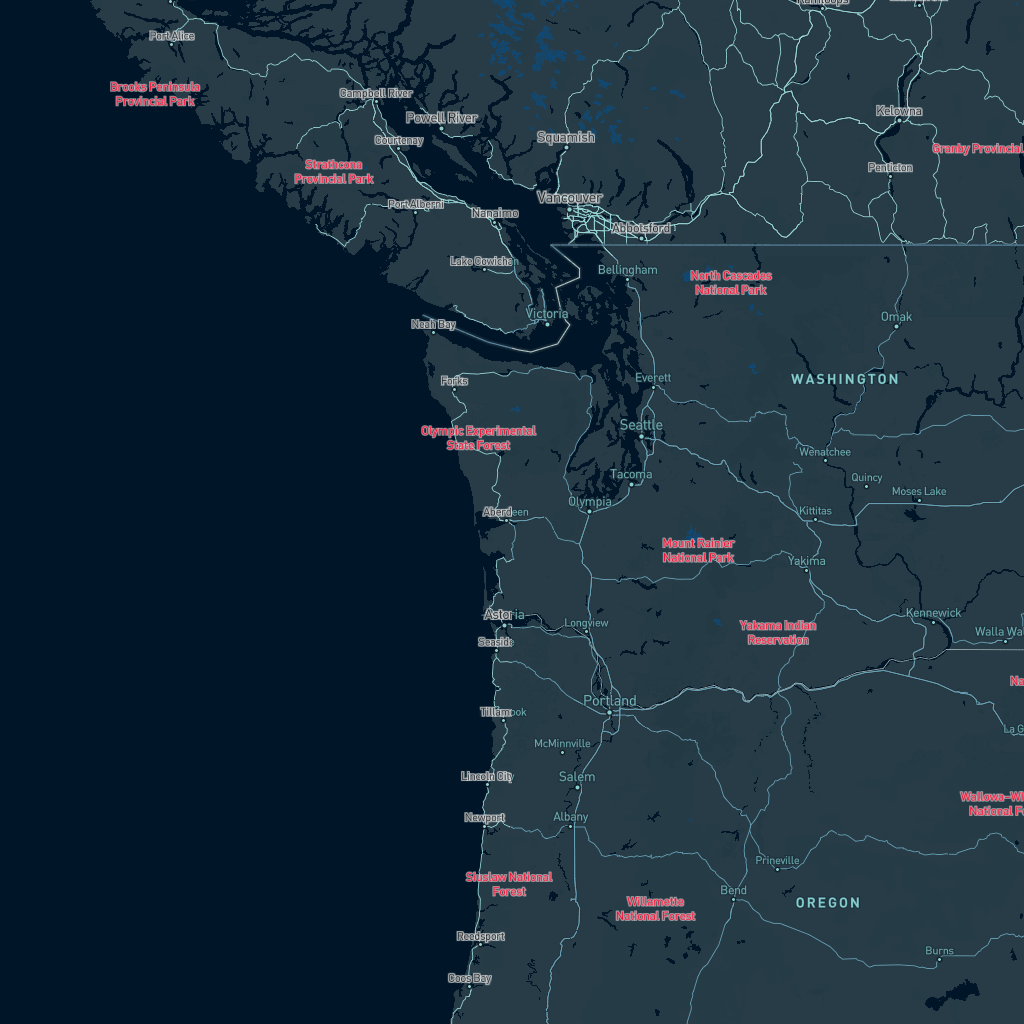 Kamloops
Port Alice
Brooks Peninsula
Provincial Park
Campbell River
Powell River
Kelowna
Squamish
Courtenay
Granby Provincial
Strathcona
Provincial Park
Penticton
Vancouver
Port Alberni
Nanaimo
Abbotsford
Lake Cowichan
Bellingham
North Cascades
National Park
Victoria
Omak
Neah Bay
Forks
Everett
WASHINGTON
Seattle
Olympic Experimental
State Forest
Wenatchee
Tacoma
Quincy
Moses Lake
Olympia
Aberdeen
Kittitas
Mount Rainier
National Park
Yakima
Astoria
Longview
Yakama Indian
Reservation
Kennewick
Walla Wa
Seaside
Na
Portland
Tillamook
La G
McMinnville
Lincoln City
Salem
Wallowa–Wh
National Fo
Newport
Albany
Prineville
Siuslaw National
Forest
Bend
Willamette
National Forest
OREGON
Reedsport
Burns
Coos Bay